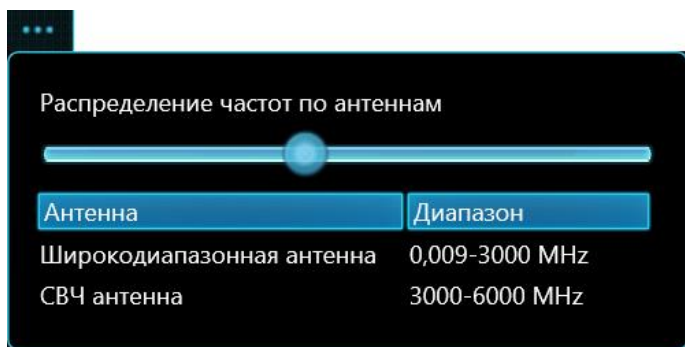 ...
Распределение частот по антеннам
Антенна Диапазон
Широкодиапазонная антенна 0,009-3000 MHz
СВЧ антенна 3000-6000 MHz